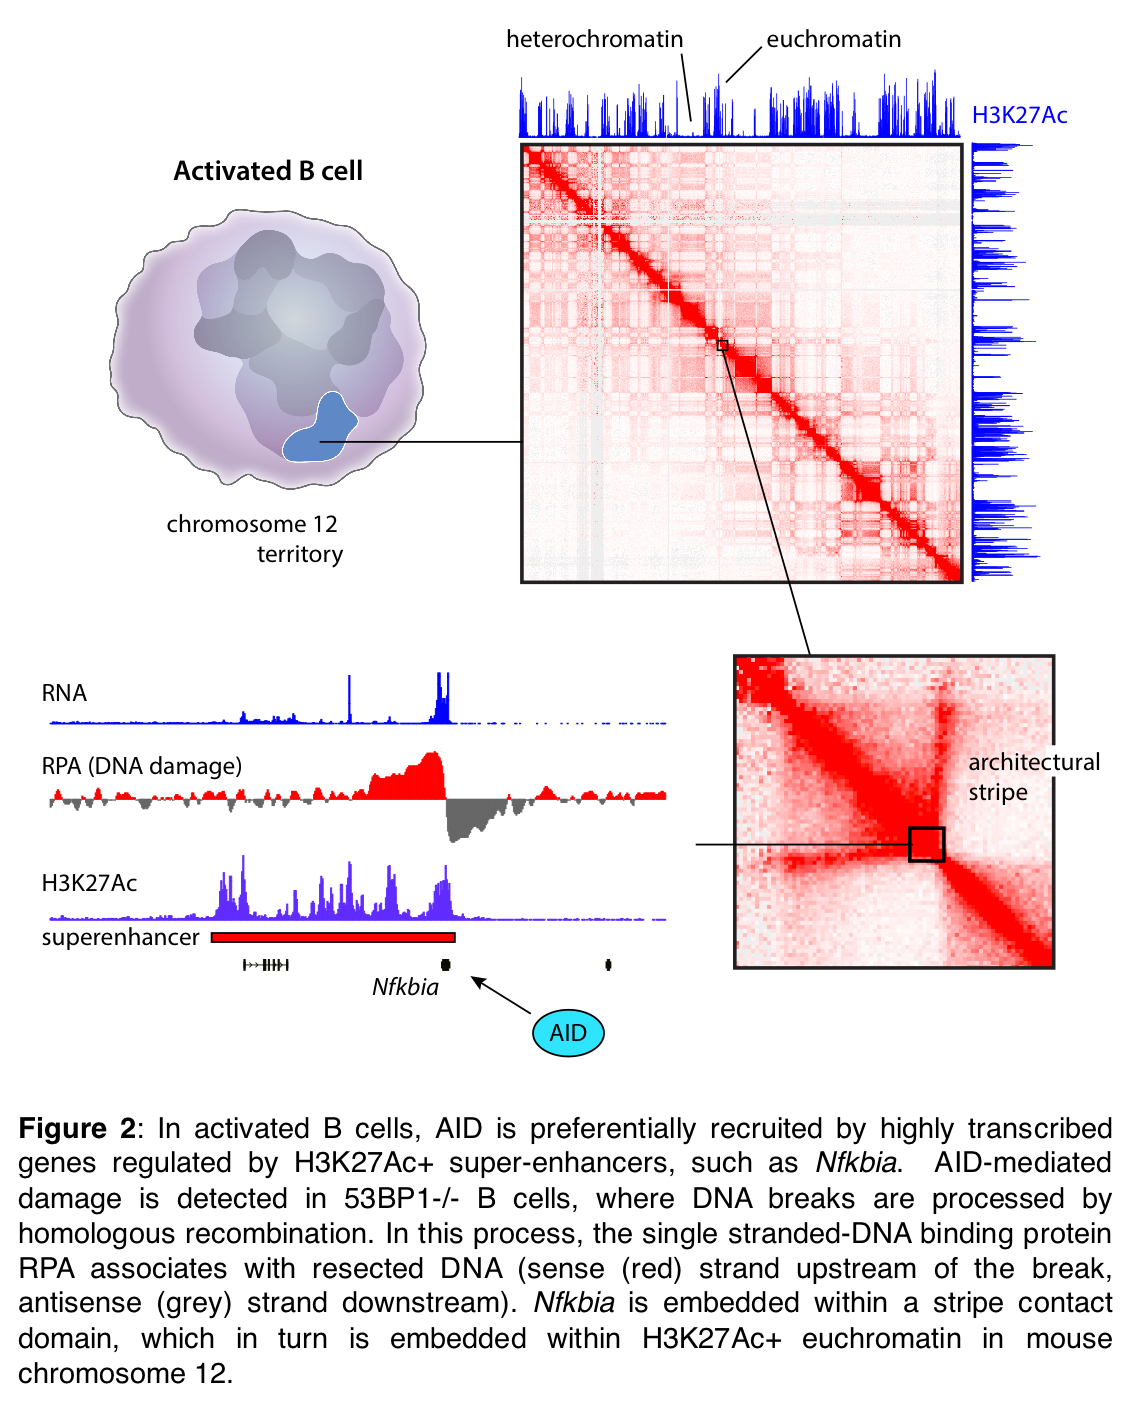 heterochromatin
euchromatin
H3K27Ac
Activated B cell
chromosome 12
territory
RNA
RPA (DNA damage)
H3K27Ac
superenhancer
Nfkbia
AID
architectural
stripe
Figure 2: In activated B cells, AID is preferentially recruited by highly transcribed
genes regulated by H3K27Ac+ super-enhancers, such as Nfkbia. AID-mediated
damage is detected in 53BP1-/- B cells, where DNA breaks are processed by
homologous recombination. In this process, the single stranded-DNA binding protein
RPA associates with resected DNA (sense (red) strand upstream of the break,
antisense (grey) strand downstream). Nfkbia is embedded within a stripe contact
domain, which in turn is embedded within H3K27Ac+ euchromatin in mouse
chromosome 12.